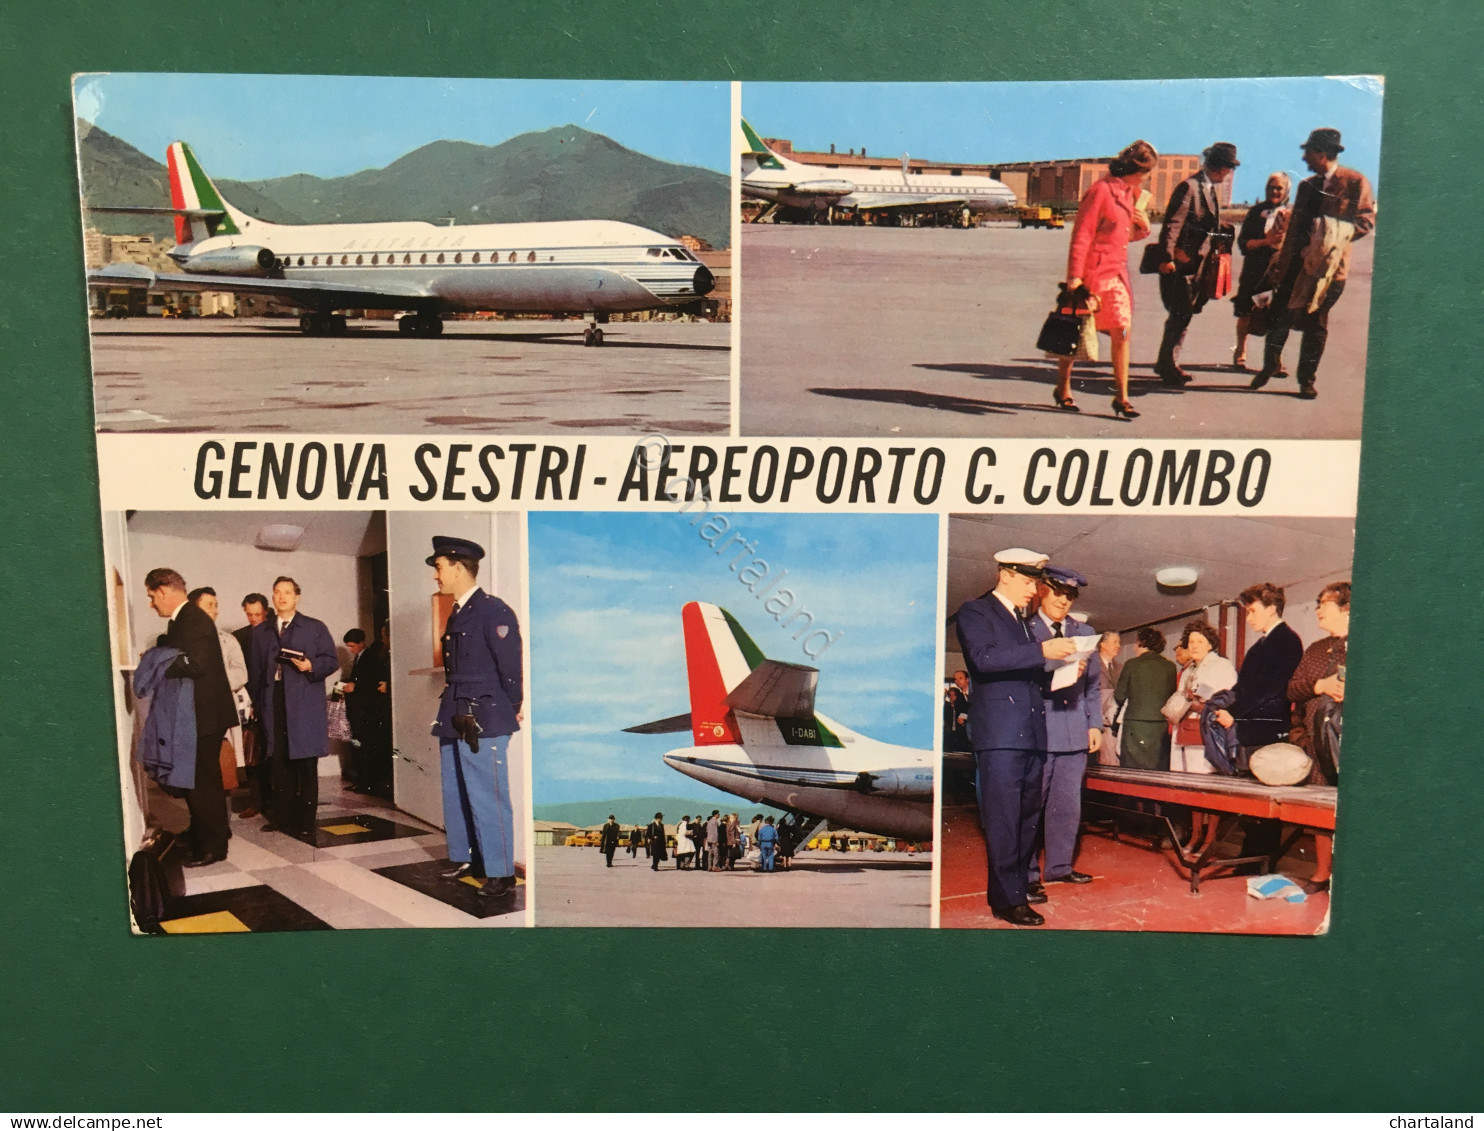 ALITALIA
GENOVA SESTRI - AEREOPORTO C. COLOMBO
© chartaland
I-DABI
www.delcampe.net
chartaland